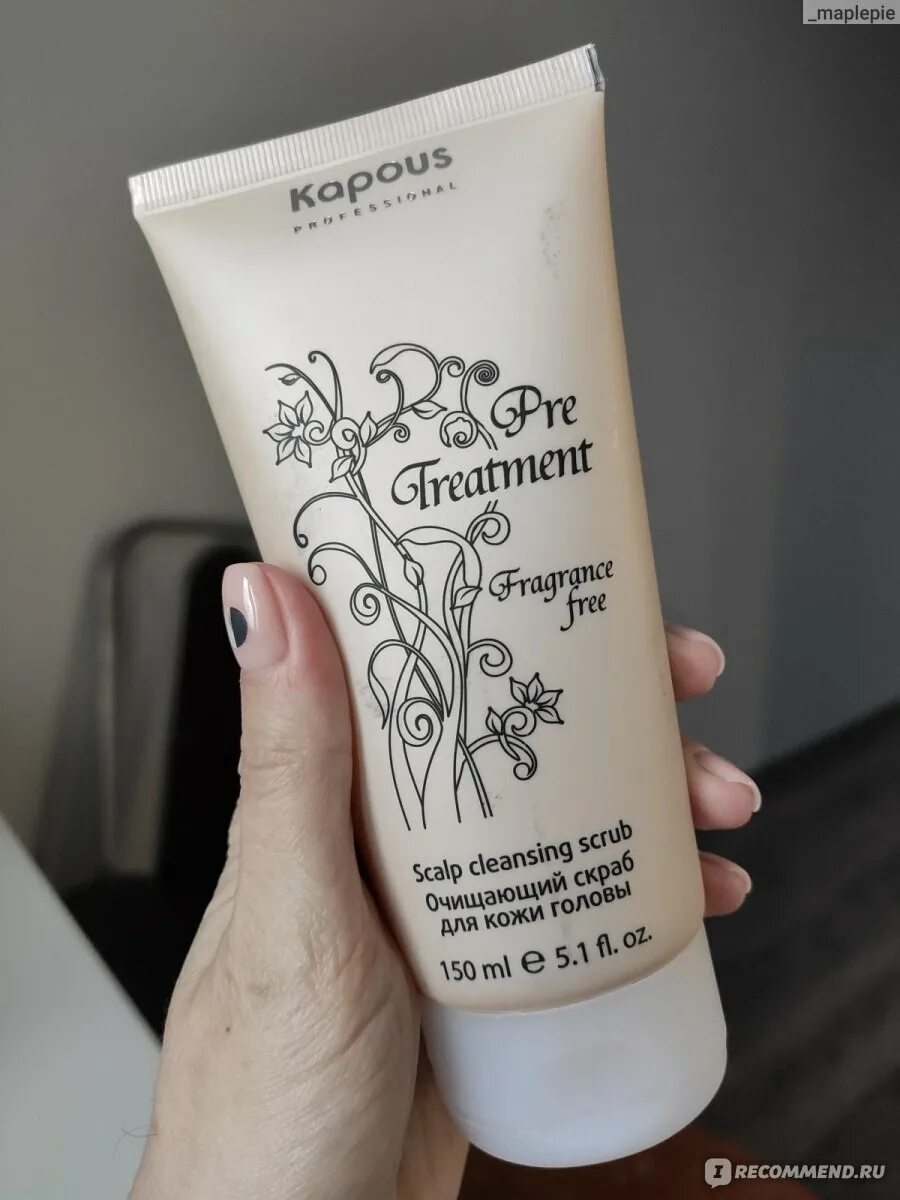 _maplepie
Kapous
PROFESSIONAL
Pre
Treatment
Fragrance
free
Scalp cleansing scrub
Очищающий скраб
для кожи головы
150 ml e 5.1 fl. oz.
IRECOMMEND.RU